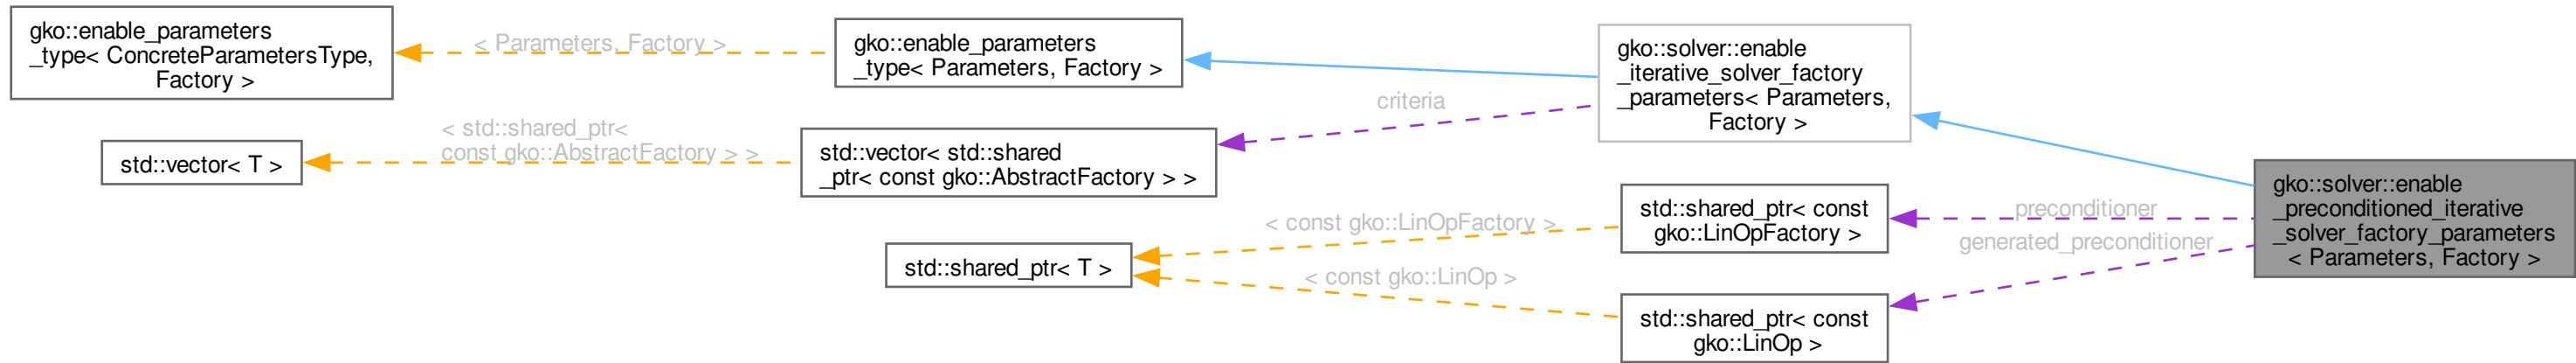 gko::enable_parameters
_type< ConcreteParametersType,
Factory >
< Parameters, Factory >
gko::enable_parameters
_type< Parameters, Factory >
gko::solver::enable
_iterative_solver_factory
_parameters< Parameters,
Factory >
criteria
std::vector< T >
< std::shared_ptr<
const gko::AbstractFactory > >
std::vector< std::shared
_ptr< const gko::AbstractFactory > >
std::shared_ptr< T >
< const gko::LinOpFactory >
< const gko::LinOp >
std::shared_ptr< const
gko::LinOpFactory >
std::shared_ptr< const
gko::LinOp >
preconditioner
generated_preconditioner
gko::solver::enable
_preconditioned_iterative
_solver_factory_parameters
< Parameters, Factory >